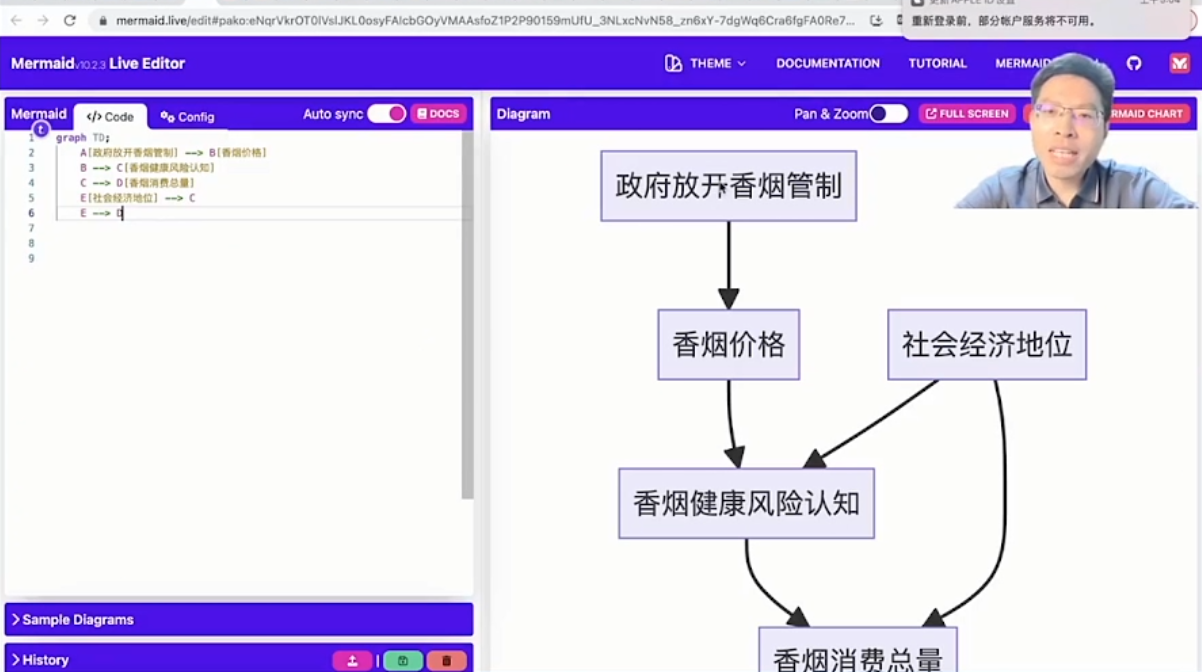 mermaid.live/edit#pako:eNqrVkrOT0lVslJKL0osyFAIcbGOyVMAAsfoZ1P2P90159mUfU_3NLxcNvN58_zn6xY-7dgWq6Cra6fgFA0Re7...
重新登录前，部分帐户服务将不可用。
Mermaid v10.2.3 Live Editor
THEME
DOCUMENTATION
TUTORIAL
MERMAID
Mermaid
</> Code
Config
Auto sync
DOCS
t
1 graph TD;
2 A[政府放开香烟管制] --> B[香烟价格]
3 B --> C[香烟健康风险认知]
4 C --> D[香烟消费总量]
5 E[社会经济地位] --> C
6 E --> D
7
8
9
Diagram
Pan & Zoom
FULL SCREEN
RMAID CHART
政府放开香烟管制
香烟价格
社会经济地位
香烟健康风险认知
香烟消费总量
Sample Diagrams
History